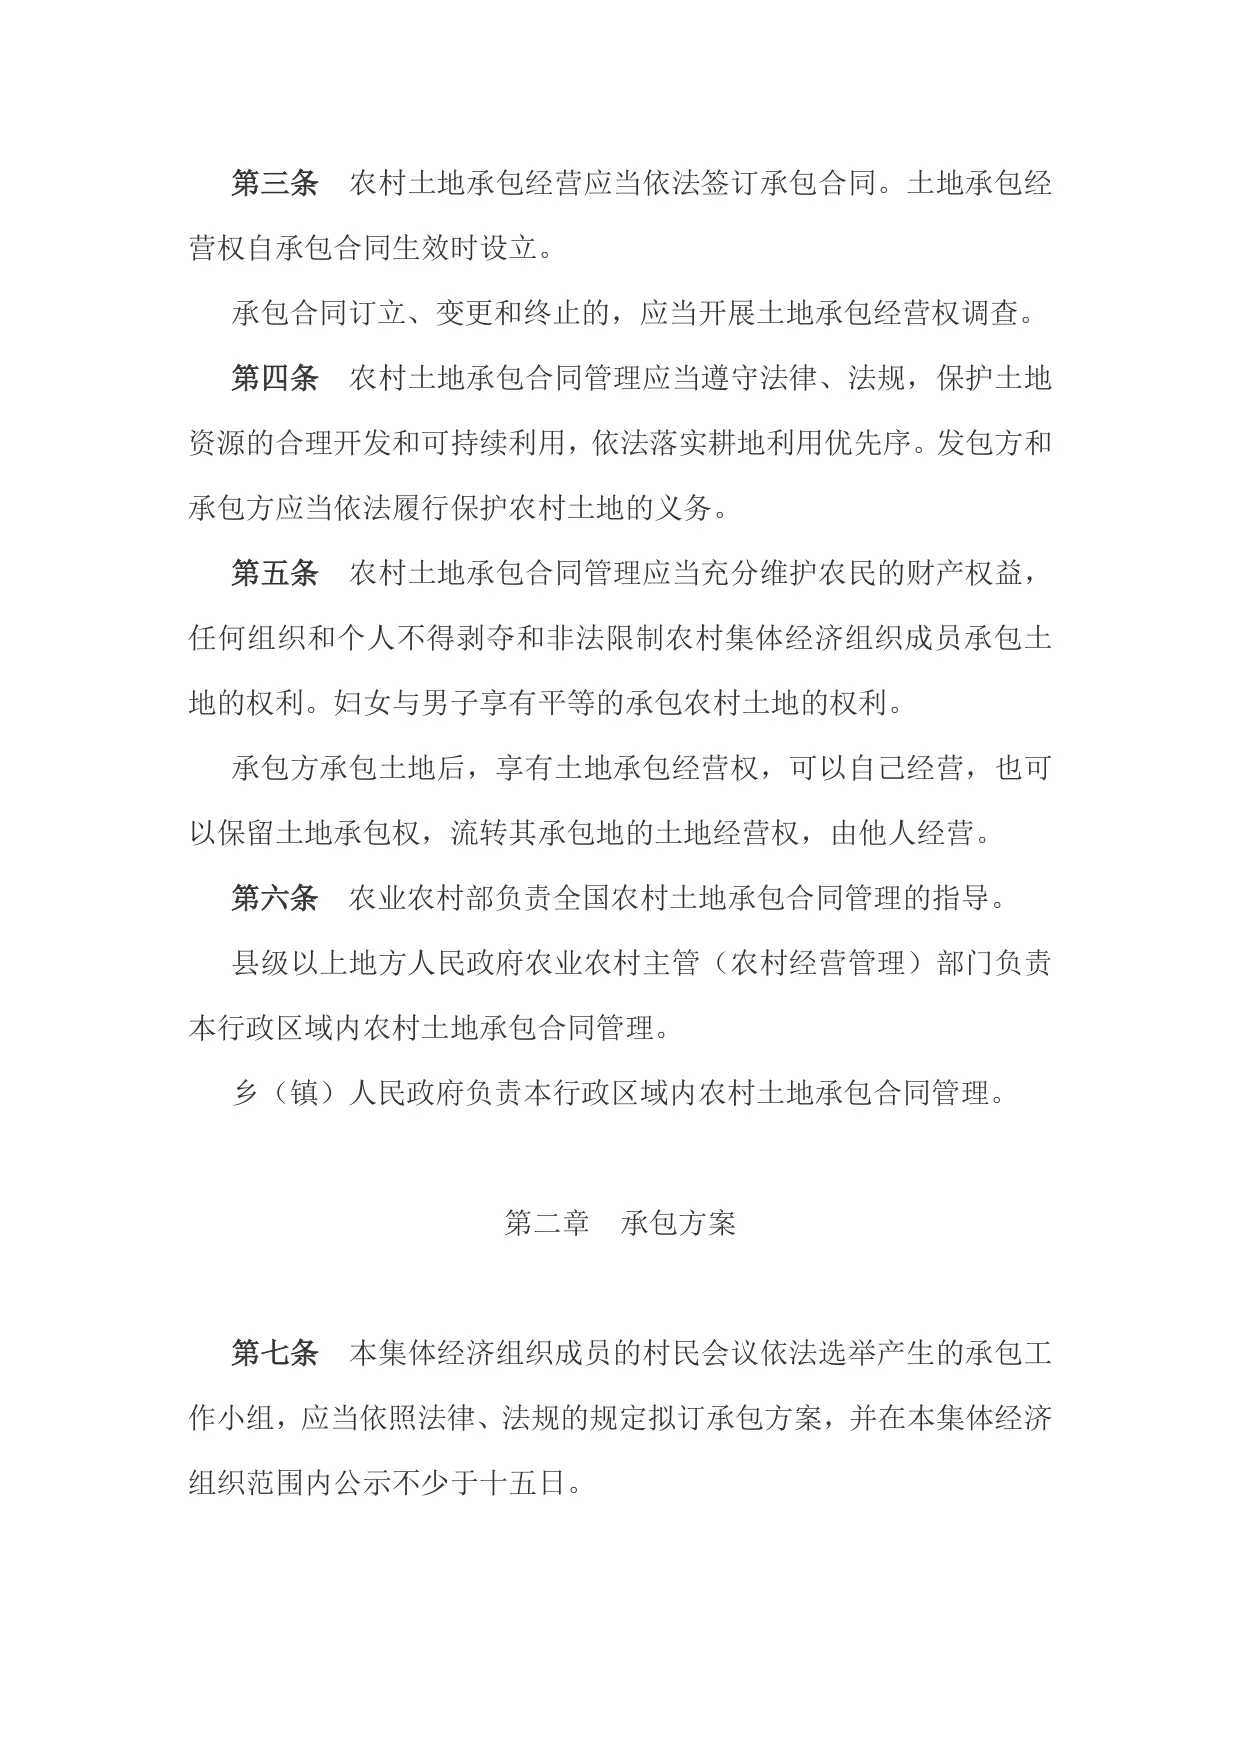 第三条　农村土地承包经营应当依法签订承包合同。土地承包经
营权自承包合同生效时设立。
承包合同订立、变更和终止的，应当开展土地承包经营权调查。
第四条　农村土地承包合同管理应当遵守法律、法规，保护土地
资源的合理开发和可持续利用，依法落实耕地利用优先序。发包方和
承包方应当依法履行保护农村土地的义务。
第五条　农村土地承包合同管理应当充分维护农民的财产权益，
任何组织和个人不得剥夺和非法限制农村集体经济组织成员承包土
地的权利。妇女与男子享有平等的承包农村土地的权利。
承包方承包土地后，享有土地承包经营权，可以自己经营，也可
以保留土地承包权，流转其承包地的土地经营权，由他人经营。
第六条　农业农村部负责全国农村土地承包合同管理的指导。
县级以上地方人民政府农业农村主管（农村经营管理）部门负责
本行政区域内农村土地承包合同管理。
乡（镇）人民政府负责本行政区域内农村土地承包合同管理。
第二章　承包方案
第七条　本集体经济组织成员的村民会议依法选举产生的承包工
作小组，应当依照法律、法规的规定拟订承包方案，并在本集体经济
组织范围内公示不少于十五日。